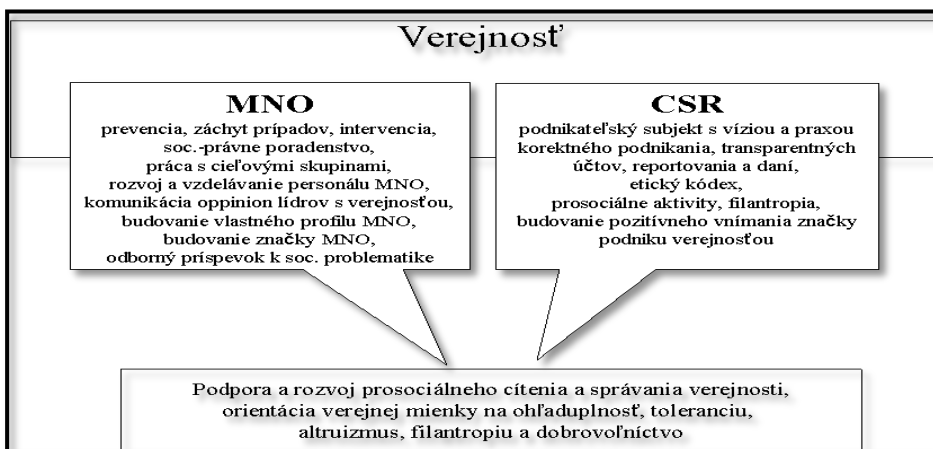 Verejnosť
MNO
prevencia, záchyt prípadov, intervencia,
soc.-právne poradenstvo,
práca s cieľovými skupinami,
rozvoj a vzdelávanie personálu MNO,
komunikácia oppinion lídrov s verejnosťou,
budovanie vlastného profilu MNO,
budovanie značky MNO,
odborný príspevok k soc. problematike
CSR
podnikateľský subjekt s víziou a praxou
korektného podnikania, transparentných
účtov, reportovania a daní,
etický kódex,
prosociálne aktivity, filantropia,
budovanie pozitívneho vnímania značky
podniku verejnosťou
Podpora a rozvoj prosociálneho cítenia a správania verejnosti,
orientácia verejnej mienky na ohľaduplnosť, toleranciu,
altruizmus, filantropiu a dobrovoľníctvo